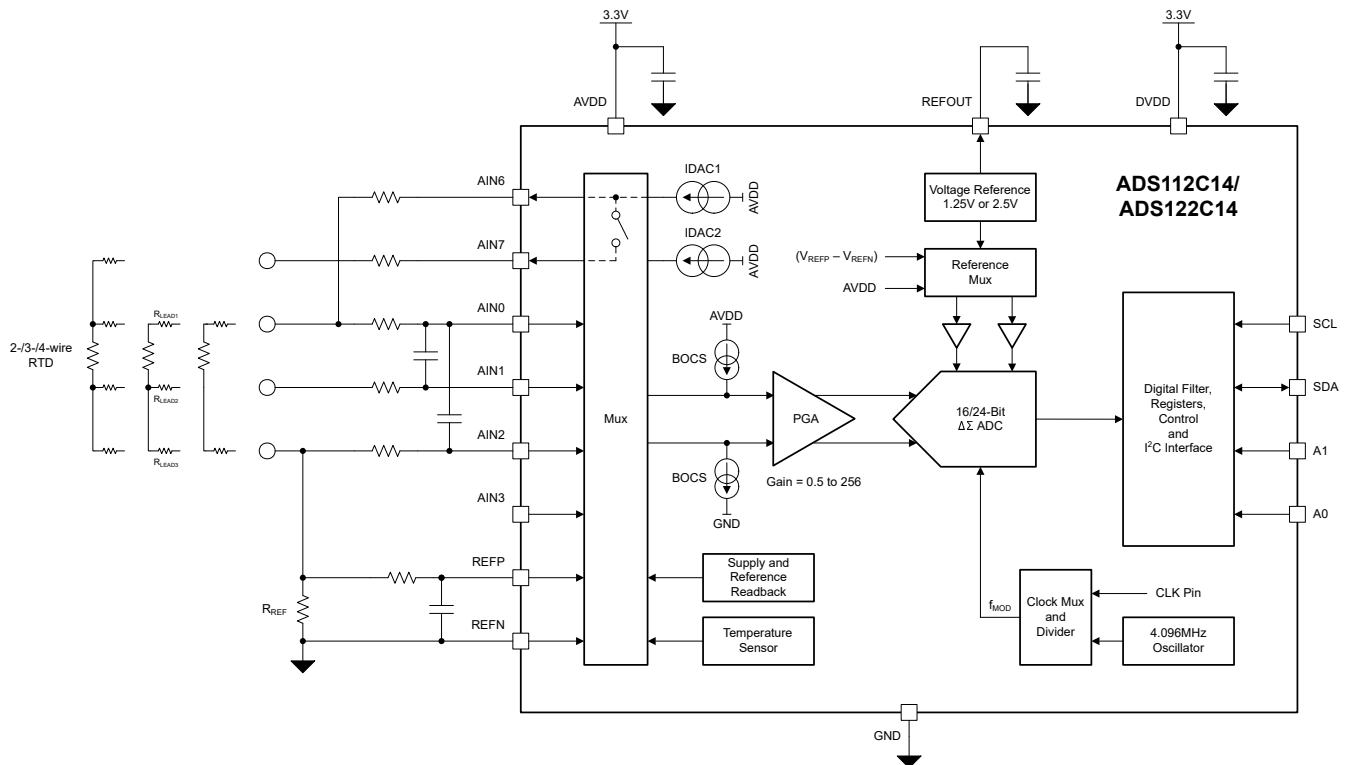 3.3V
3.3V
AVDD
REFOUT
DVDD
AIN6
IDAC1
AVDD
Voltage Reference
1.25V or 2.5V
ADS112C14/
ADS122C14
AIN7
IDAC2
AVDD
(VREFP – VREFN)
AVDD
Reference
Mux
RLEAD1
AIN0
AVDD
SCL
2-/3-/4-wire
RTD
BOCS
RLEAD2
AIN1
Mux
PGA
16/24-Bit
ΔΣ ADC
Digital Filter,
Registers,
Control
and
I²C Interface
SDA
RLEAD3
AIN2
BOCS
Gain = 0.5 to 256
A1
AIN3
GND
A0
REFP
Supply and
Reference
Readback
RREF
REFN
Temperature
Sensor
fMOD
Clock Mux
and
Divider
CLK Pin
4.096MHz
Oscillator
GND